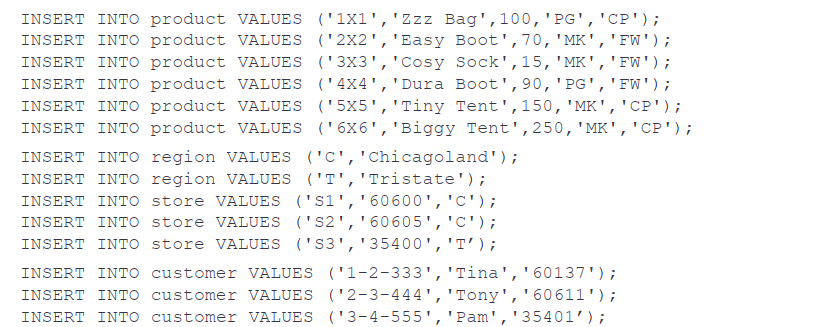 INSERT INTO product VALUES ('1X1','Zzz Bag',100,'PG','CP');
INSERT INTO product VALUES ('2X2','Easy Boot',70,'MK','FW');
INSERT INTO product VALUES ('3X3','Cosy Sock',15,'MK','FW');
INSERT INTO product VALUES ('4X4','Dura Boot',90,'PG','FW');
INSERT INTO product VALUES ('5X5','Tiny Tent',150,'MK','CP');
INSERT INTO product VALUES ('6X6','Biggy Tent',250,'MK','CP');
INSERT INTO region VALUES ('C','Chicagoland');
INSERT INTO region VALUES ('T','Tristate');
INSERT INTO store VALUES ('S1','60600','C');
INSERT INTO store VALUES ('S2','60605','C');
INSERT INTO store VALUES ('S3','35400','T’);
INSERT INTO customer VALUES ('1-2-333','Tina','60137');
INSERT INTO customer VALUES ('2-3-444','Tony','60611');
INSERT INTO customer VALUES ('3-4-555','Pam','35401’);